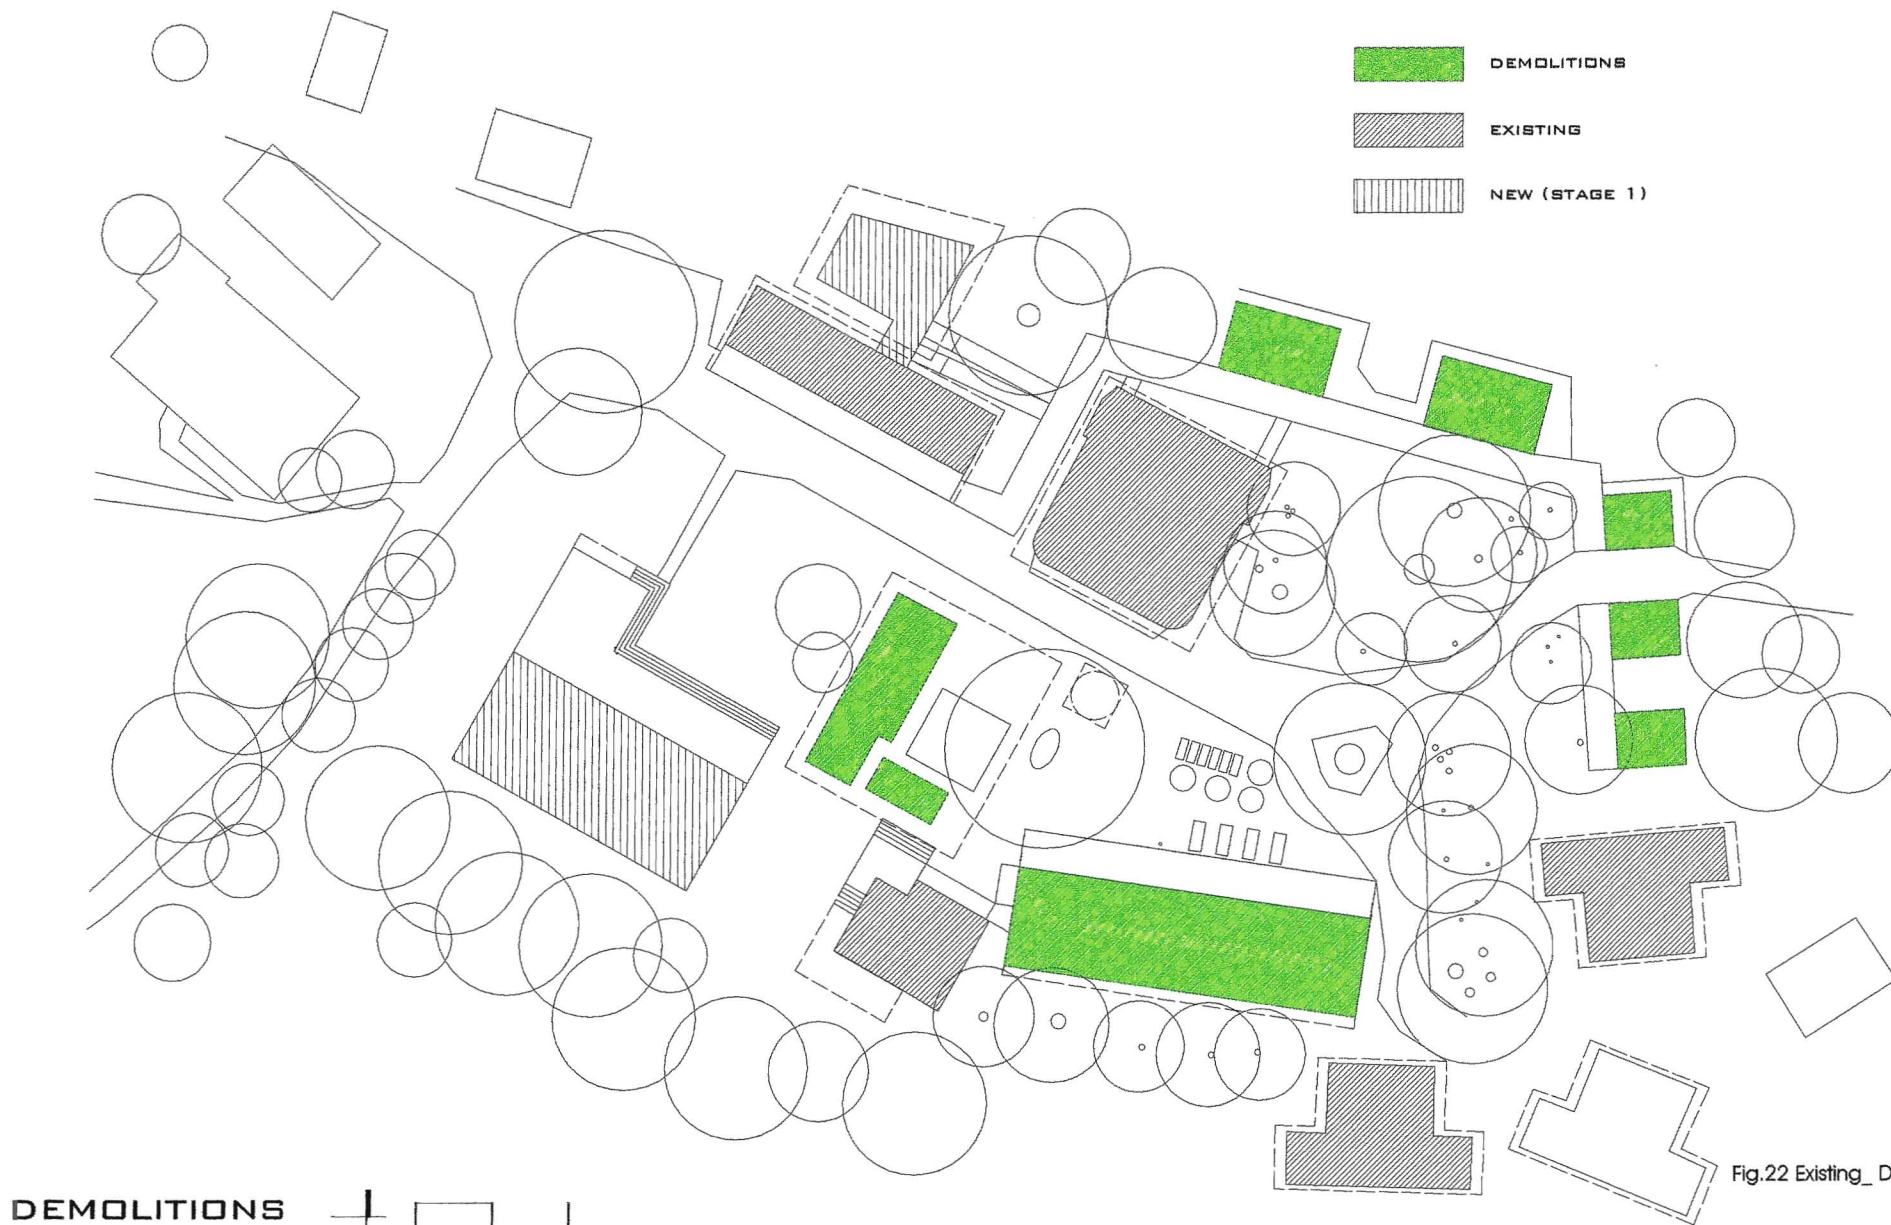 DEMOLITIONS
EXISTING
NEW (STAGE 1)
Fig.22 Existing_ D
DEMOLITIONS